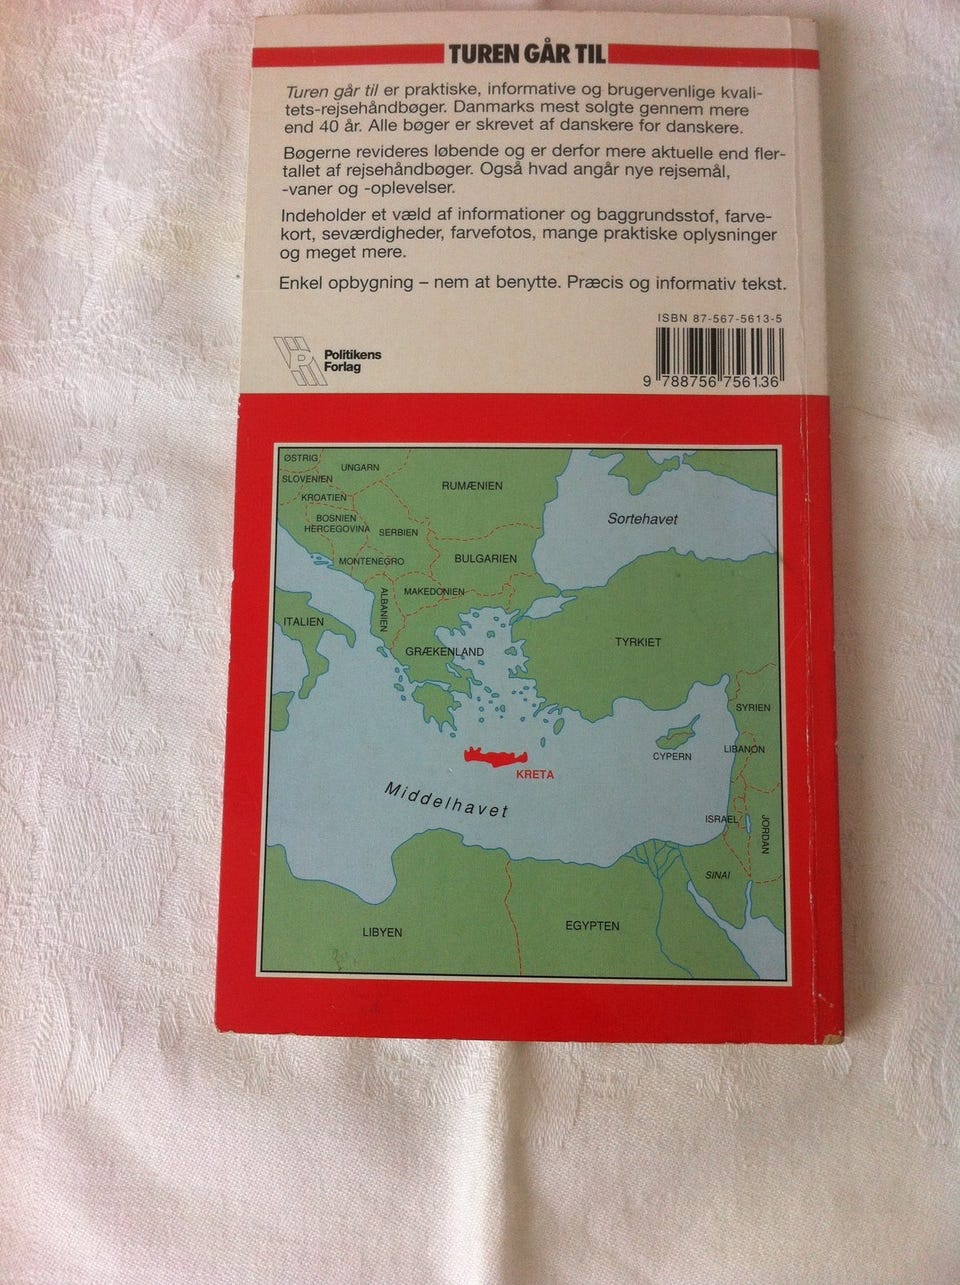 TUREN GÅR TIL
Turen går til er praktiske, informative og brugervenlige kvali-
tets-rejsehåndbøger. Danmarks mest solgte gennem mere
end 40 år. Alle bøger er skrevet af danskere for danskere.
Bøgerne revideres løbende og er derfor mere aktuelle end fler-
tallet af rejsehåndbøger. Også hvad angår nye rejsemål,
-vaner og -oplevelser.
Indeholder et væld af informationer og baggrundsstof, farve-
kort, seværdigheder, farvefotos, mange praktiske oplysninger
og meget mere.
Enkel opbygning – nem at benytte. Præcis og informativ tekst.
ISBN 87-567-5613-5
Politikens
Forlag
9 788756 756136
ØSTRIG
UNGARN
SLOVENIEN
RUMÆNIEN
KROATIEN
BOSNIEN
HERCEGOVINA
SERBIEN
Sortehavet
MONTENEGRO
BULGARIEN
ALBANIEN
MAKEDONIEN
ITALIEN
GRÆKENLAND
TYRKIET
SYRIEN
LIBANON
CYPERN
KRETA
Middelhavet
ISRAEL
JORDAN
SINAI
LIBYEN
EGYPTEN